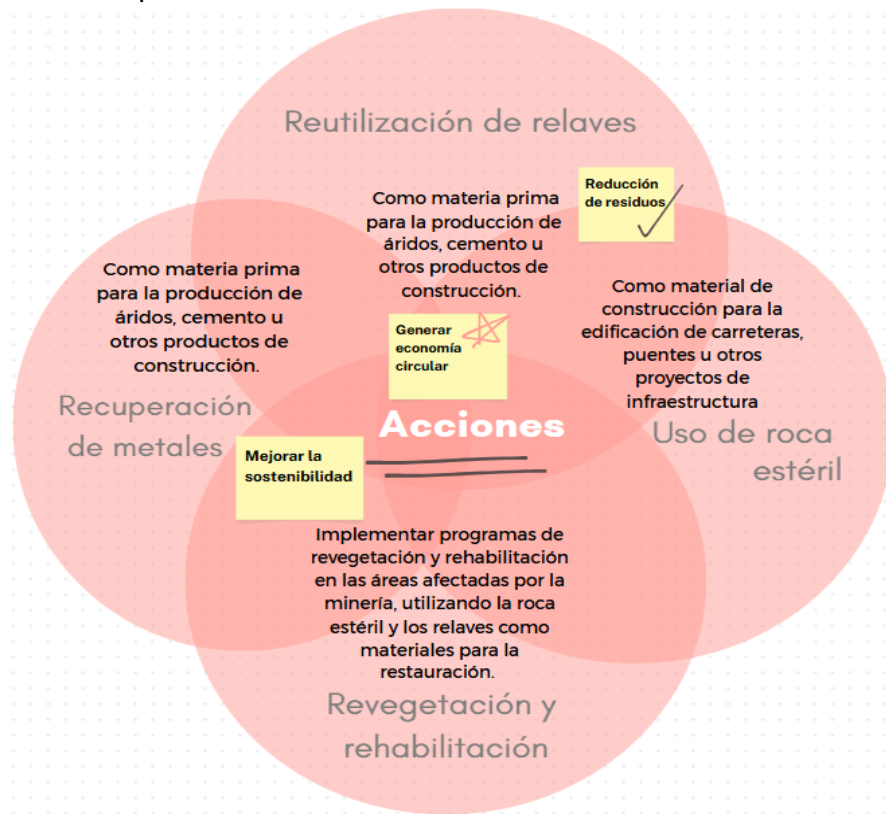 Reutilización de relaves
Reducción
de residuos
Como materia prima
para la producción de
áridos, cemento u
otros productos de
construcción.
Como materia prima
para la producción de
áridos, cemento u
otros productos de
construcción.
Como material de
construcción para la
edificación de carreteras,
puentes u otros
proyectos de
infraestructura
Generar
economía
circular
Recuperación
de metales
Acciones
Uso de roca
estéril
Mejorar la
sostenibilidad
Implementar programas de
revegetación y rehabilitación
en las áreas afectadas por la
minería, utilizando la roca
estéril y los relaves como
materiales para la
restauración.
Revegetación y
rehabilitación